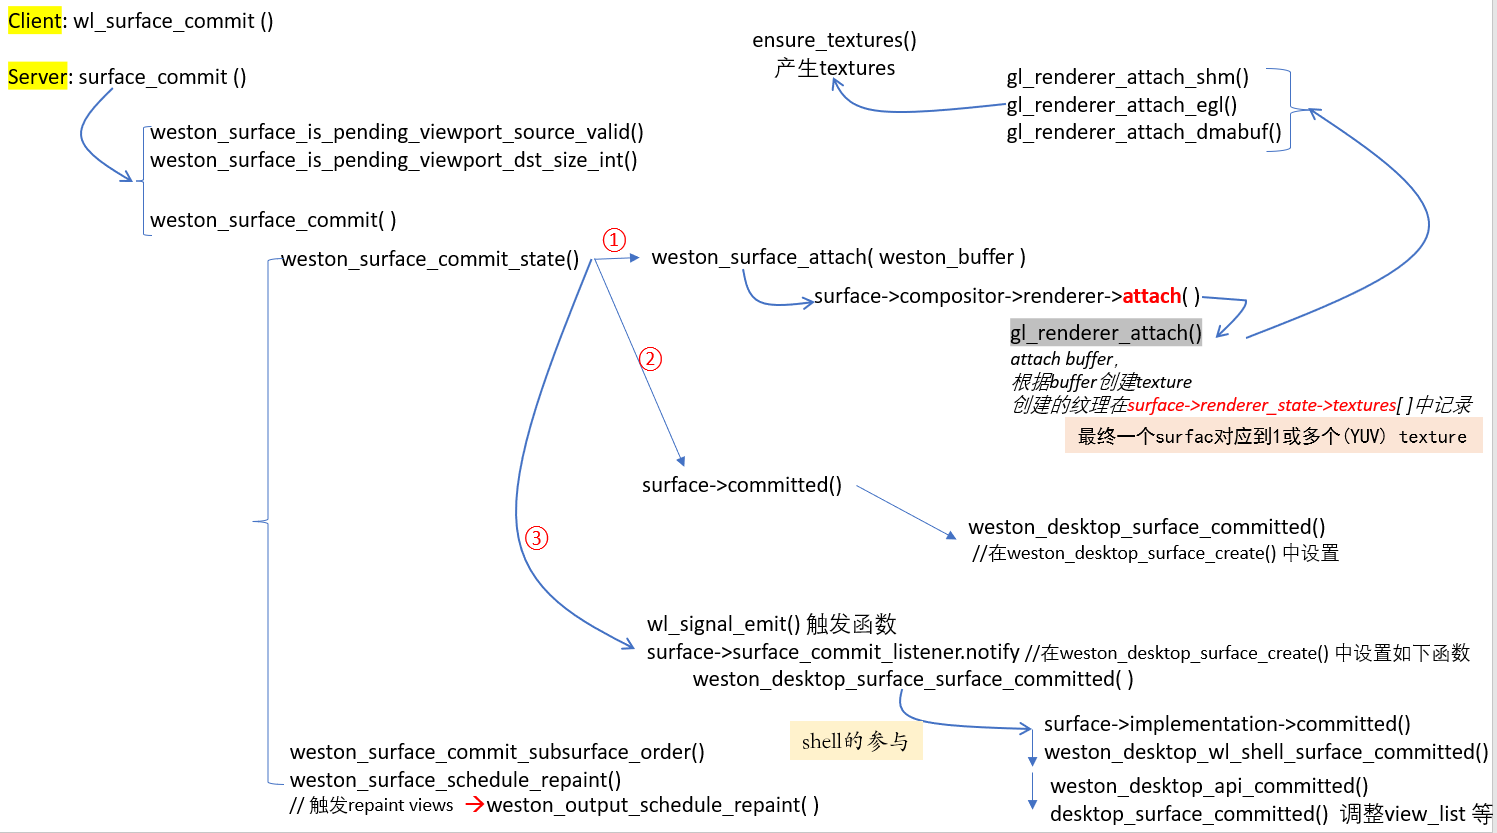 Client: wl_surface_commit ()
Server: surface_commit ()
weston_surface_is_pending_viewport_source_valid()
weston_surface_is_pending_viewport_dst_size_int()
weston_surface_commit( )
ensure_textures()
产生textures
gl_renderer_attach_shm()
gl_renderer_attach_egl()
gl_renderer_attach_dmabuf()
weston_surface_commit_state()
①
weston_surface_attach( weston_buffer )
surface->compositor->renderer->attach( )
gl_renderer_attach()
attach buffer,
根据buffer创建texture
创建的纹理在surface->renderer_state->textures[ ]中记录
最终一个surfac对应到1或多个(YUV) texture
②
surface->committed()
weston_desktop_surface_committed()
//在weston_desktop_surface_create() 中设置
③
wl_signal_emit() 触发函数
surface->surface_commit_listener.notify //在weston_desktop_surface_create() 中设置如下函数
weston_desktop_surface_surface_committed( )
shell的参与
surface->implementation->committed()
weston_desktop_wl_shell_surface_committed()
weston_desktop_api_committed()
desktop_surface_committed() 调整view_list 等
weston_surface_commit_subsurface_order()
weston_surface_schedule_repaint()
// 触发repaint views →weston_output_schedule_repaint( )